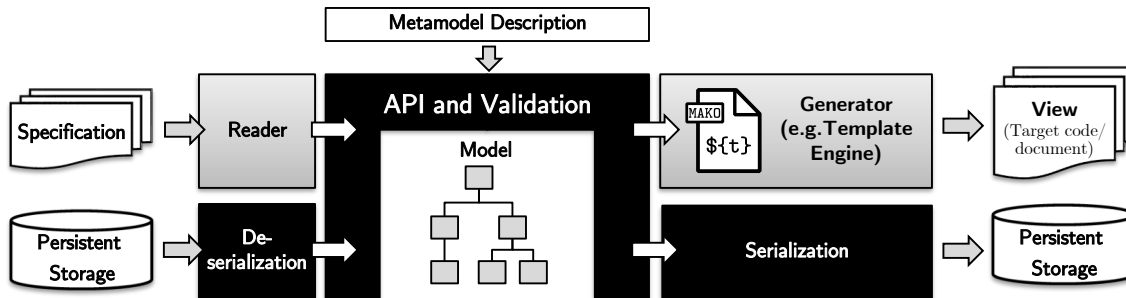 Metamodel Description
Specification
Reader
API and Validation
Model
MAKO
${t}
Generator
(e.g.Template
Engine)
View
(Target code/
document)
Persistent
Storage
De-
serialization
Serialization
Persistent
Storage